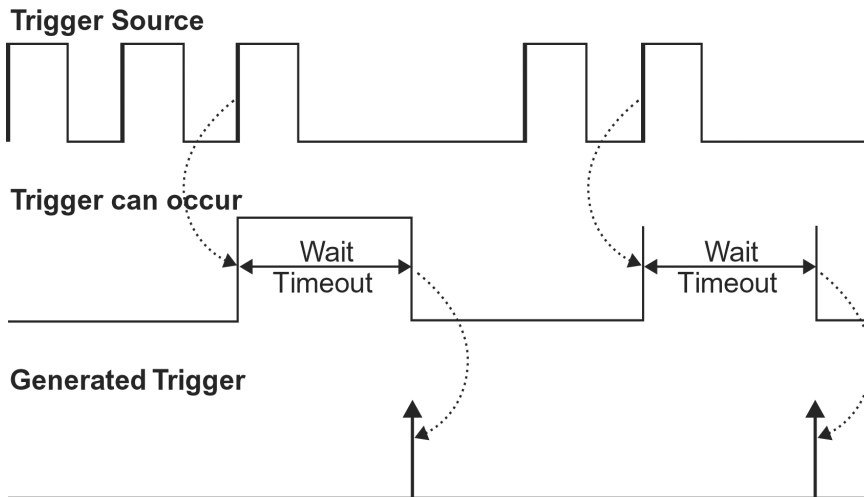 Trigger Source
Trigger can occur
Wait
Timeout
Wait
Timeout
Generated Trigger